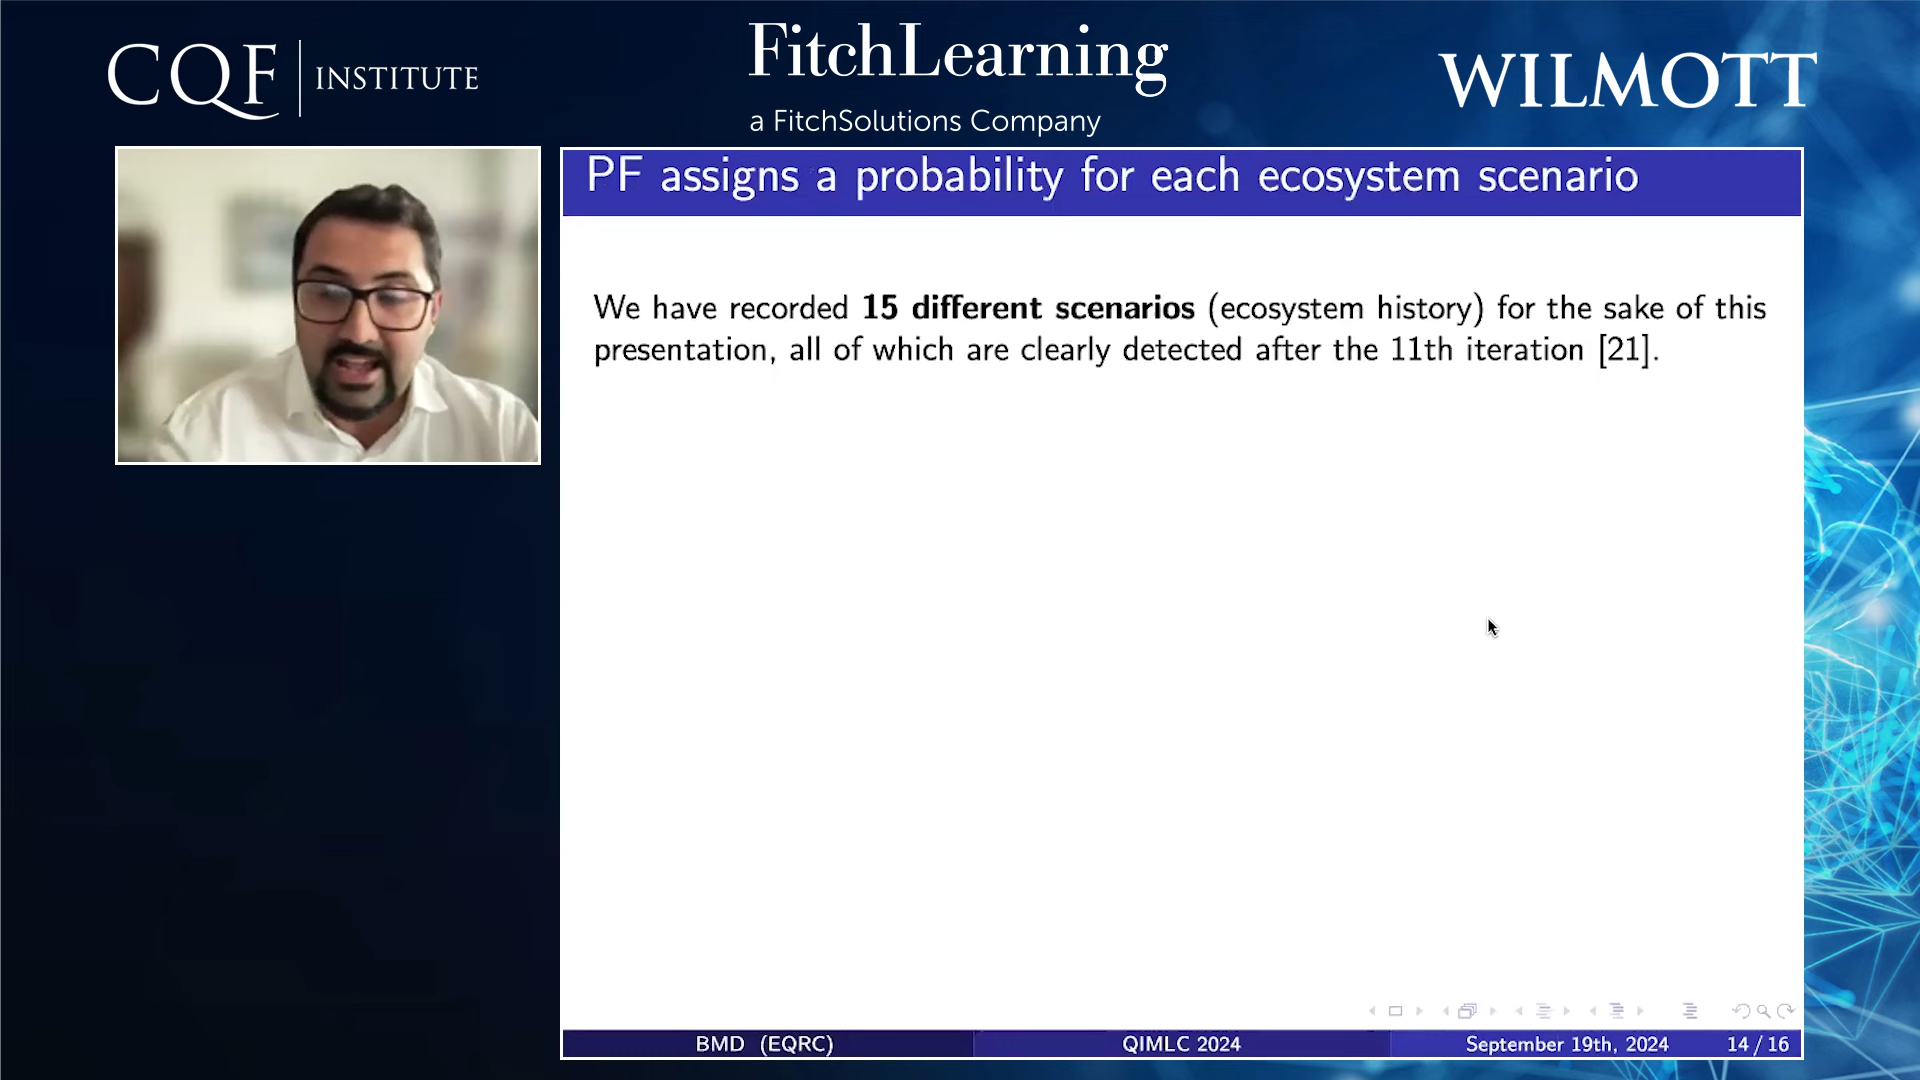 CQF INSTITUTE
FitchLearning
a FitchSolutions Company
WILMOTT
PF assigns a probability for each ecosystem scenario
We have recorded 15 different scenarios (ecosystem history) for the sake of this
presentation, all of which are clearly detected after the 11th iteration [21].
BMD (EQRC) QIMLC 2024 September 19th, 2024 14 / 16